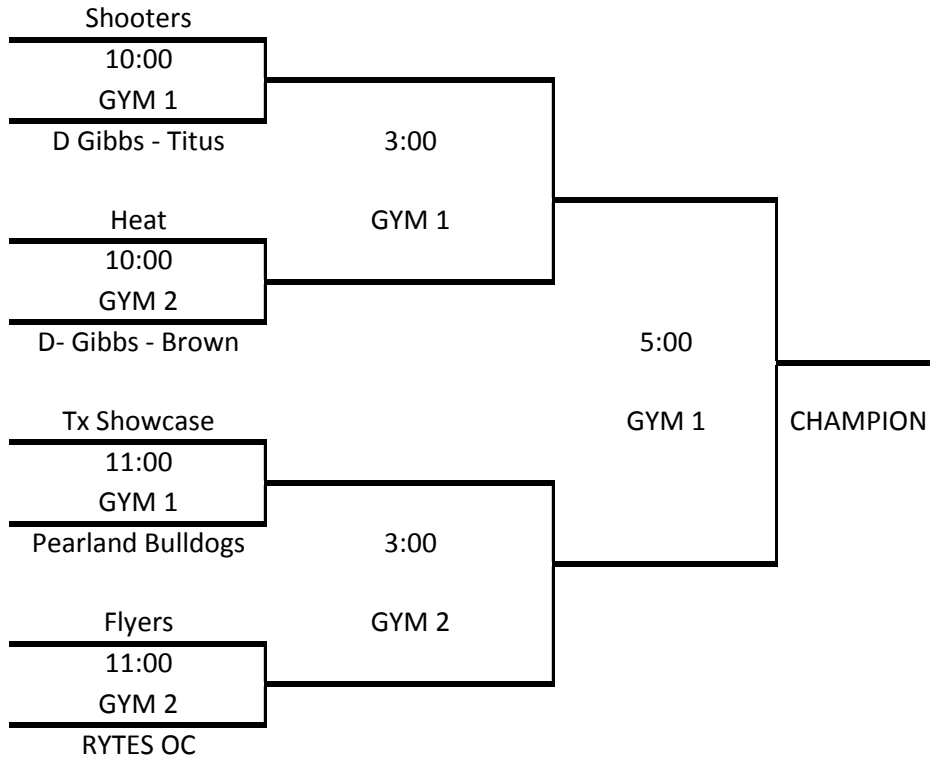 Shooters
10:00
GYM 1
D Gibbs - Titus
3:00
GYM 1
Heat
10:00
GYM 2
D- Gibbs - Brown
5:00
GYM 1
CHAMPION
Tx Showcase
11:00
GYM 1
Pearland Bulldogs
3:00
GYM 2
Flyers
11:00
GYM 2
RYTES OC